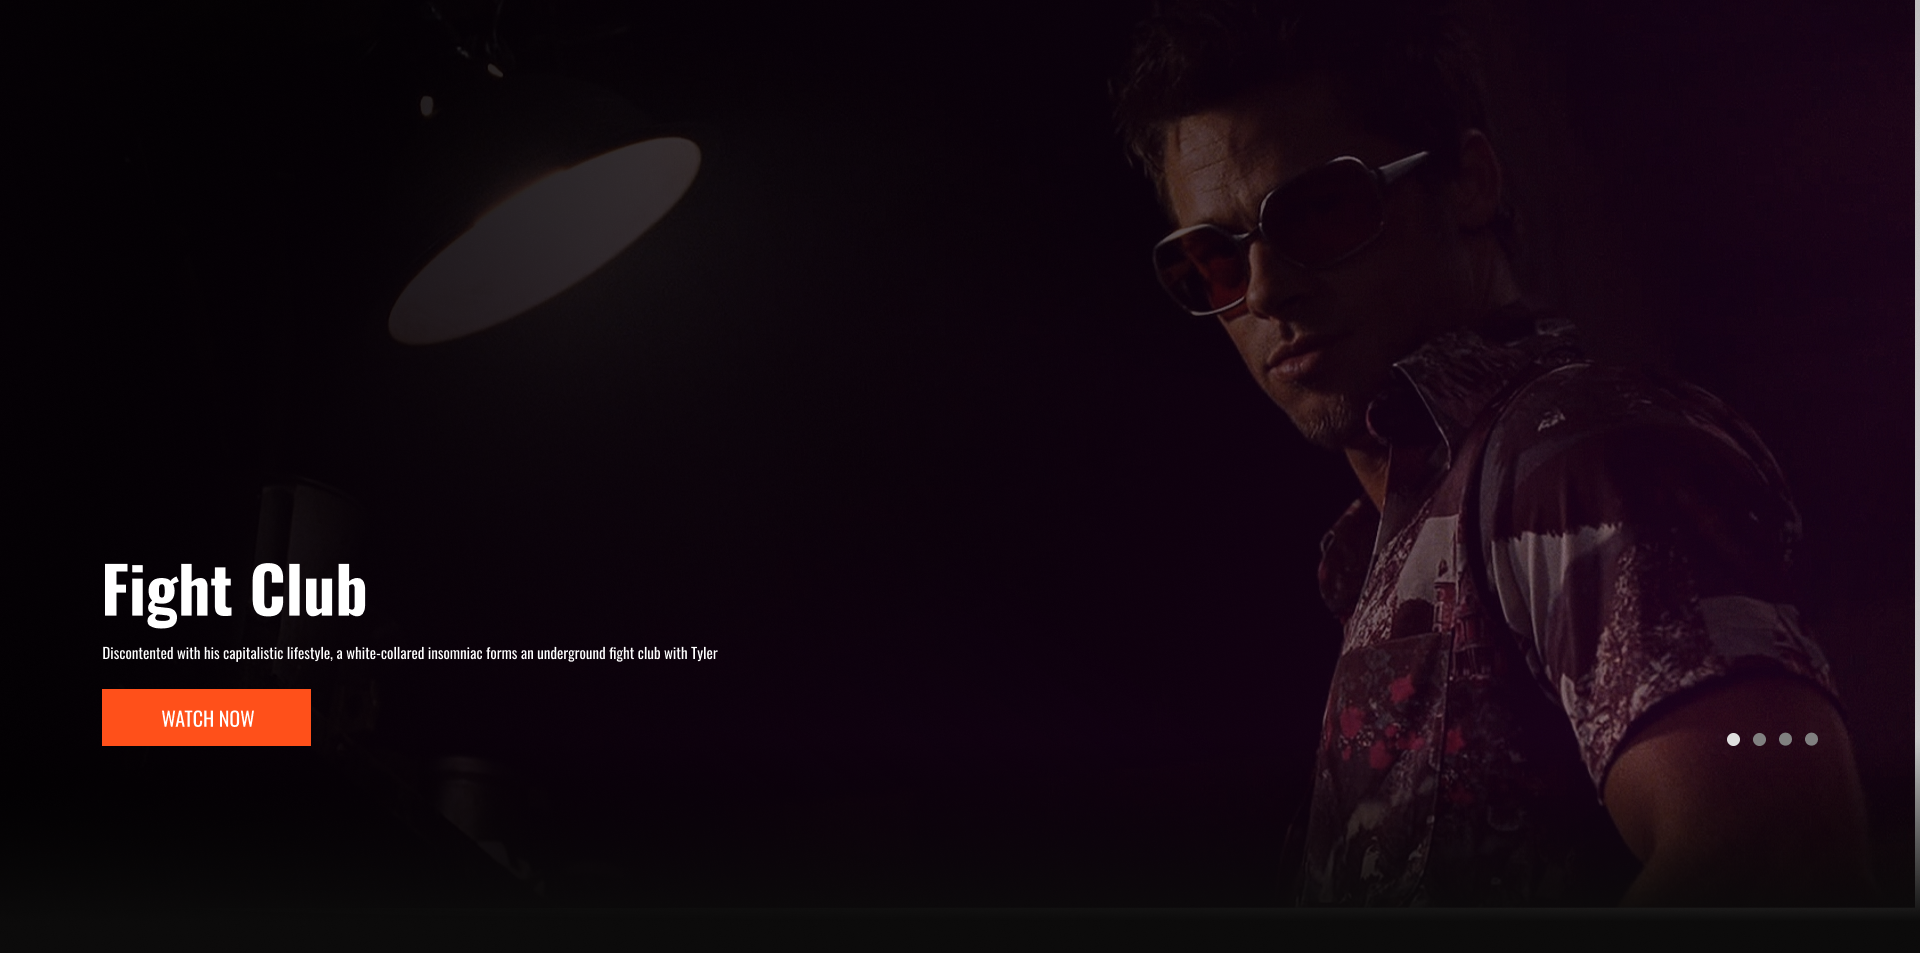 Fight Club
Discontented with his capitalistic lifestyle, a white-collared insomniac forms an underground fight club with Tyler
WATCH NOW